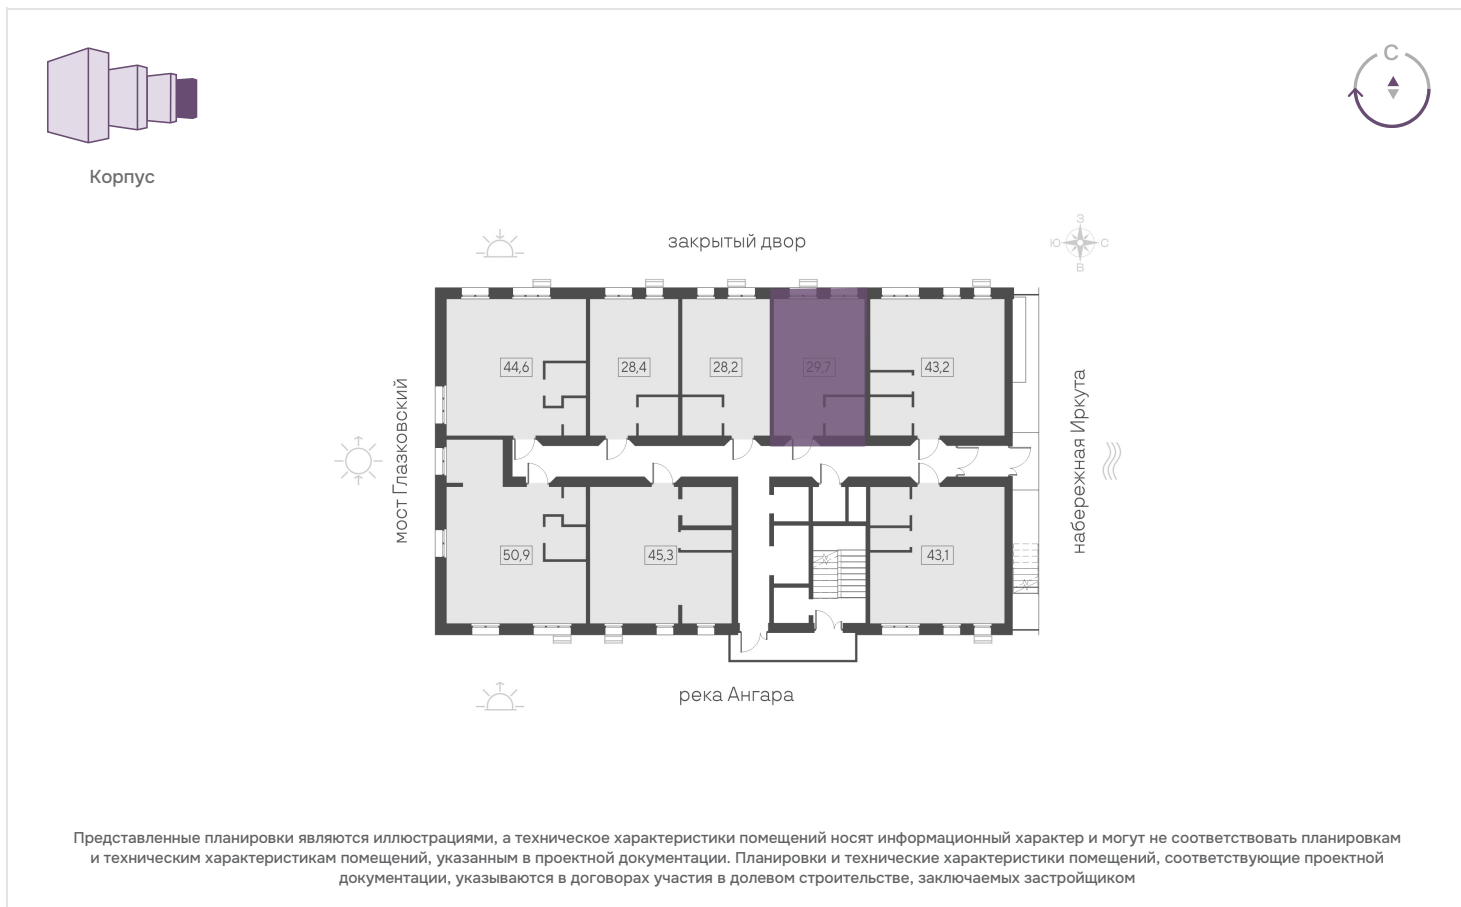 С
Корпус
закрытый двор
З
Ю
С
В
44,6
28,4
28,2
29,7
43,2
мост Глазковский
набережная Иркута
50,9
45,3
43,1
река Ангара
Представленные планировки являются иллюстрациями, а техническое характеристики помещений носят информационный характер и могут не соответствовать планировкам
и техническим характеристикам помещений, указанным в проектной документации. Планировки и технические характеристики помещений, соответствующие проектной
документации, указываются в договорах участия в долевом строительстве, заключаемых застройщиком